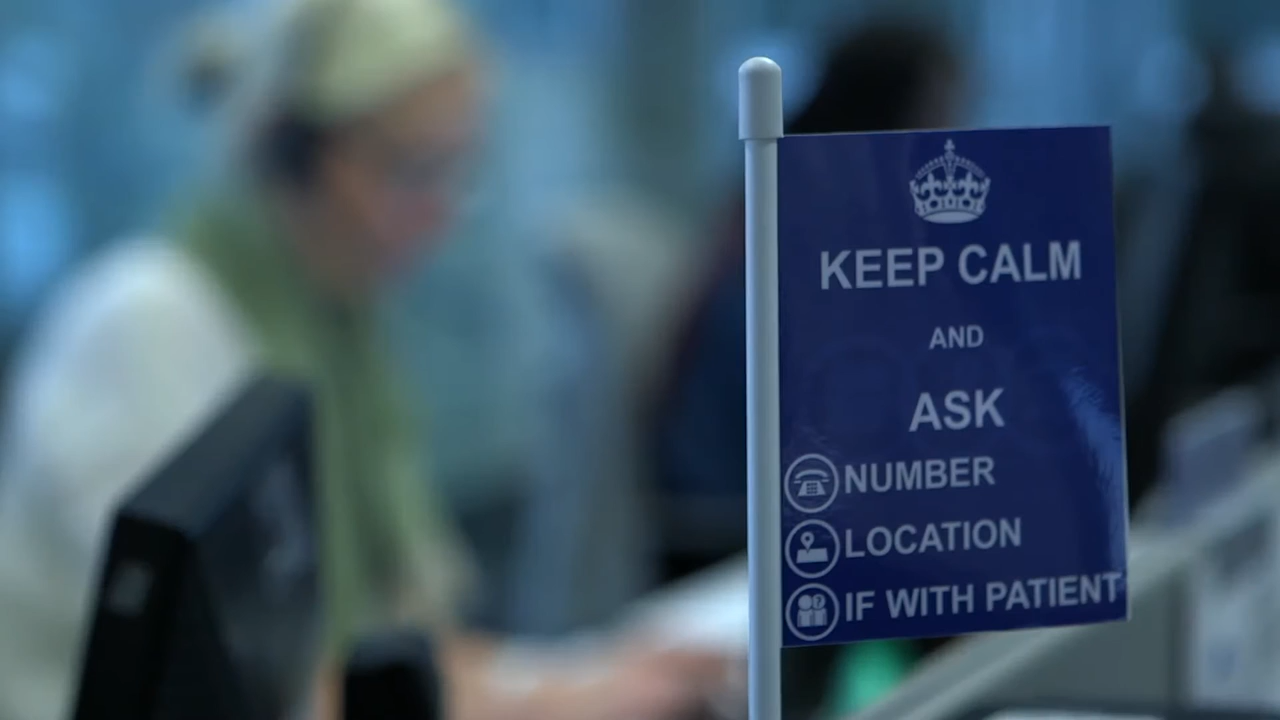 KEEP CALM
AND
ASK
NUMBER
LOCATION
IF WITH PATIENT